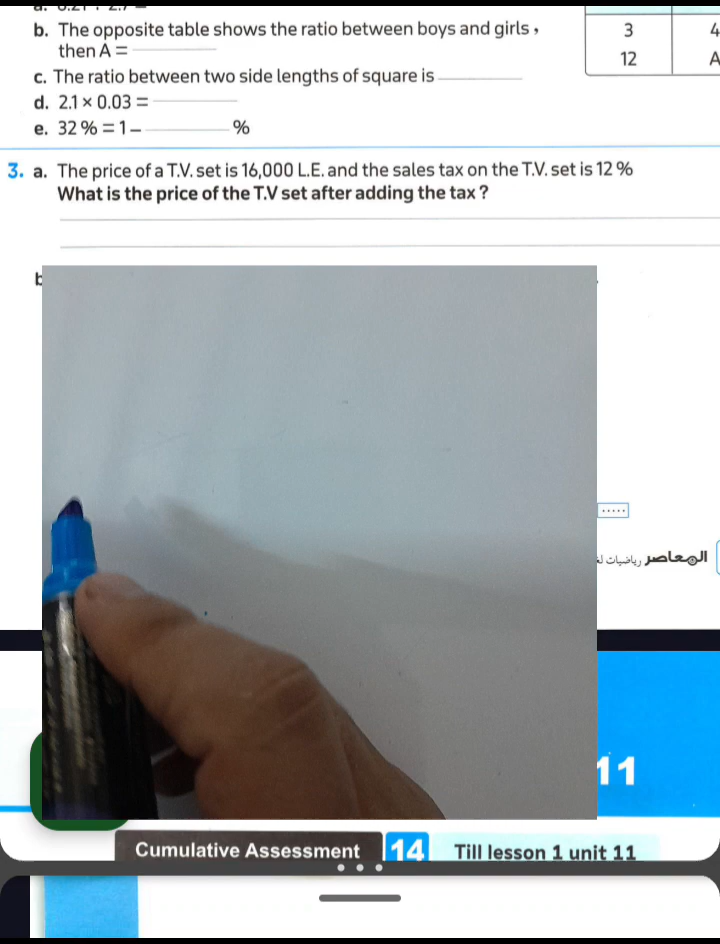 b. The opposite table shows the ratio between boys and girls ,
then A =
3 4
12 A
c. The ratio between two side lengths of square is
d. 2.1 × 0.03 =
e. 32 % = 1 – %
3. a. The price of a T.V. set is 16,000 L.E. and the sales tax on the T.V. set is 12 %
What is the price of the T.V set after adding the tax ?
.....
المعاصر رياضيات
11
Cumulative Assessment 14 Till lesson 1 unit 11